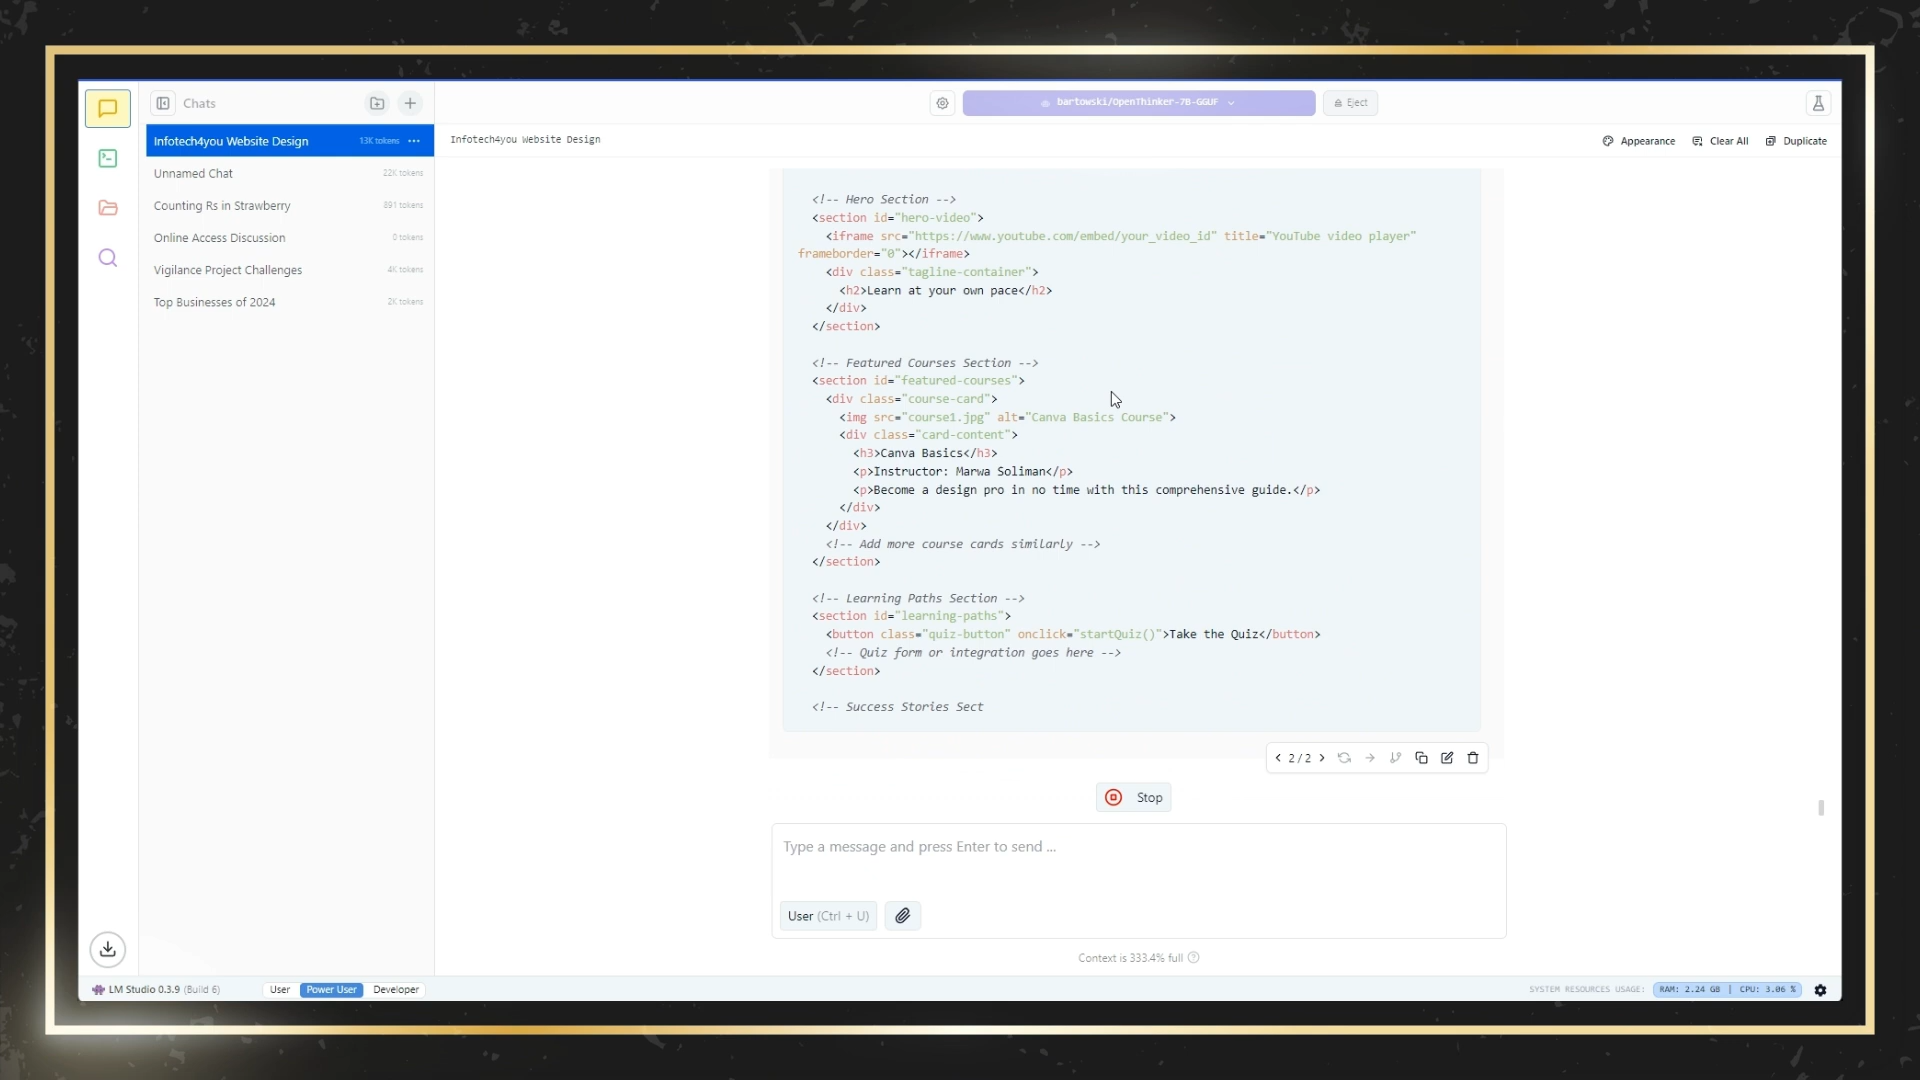 Chats
bartowski/OpenThinker-7B-GGUF
Eject
Infotech4you Website Design 13K tokens
Unnamed Chat 22K tokens
Counting Rs in Strawberry 891 tokens
Online Access Discussion 0 tokens
Vigilance Project Challenges 4K tokens
Top Businesses of 2024 2K tokens
Infotech4you Website Design
Appearance Clear All Duplicate
<!-- Hero Section -->
<section id="hero-video">
<iframe src="https://www.youtube.com/embed/your_video_id" title="YouTube video player"
frameborder="0"></iframe>
<div class="tagline-container">
<h2>Learn at your own pace</h2>
</div>
</section>
<!-- Featured Courses Section -->
<section id="featured-courses">
<div class="course-card">
<img src="course1.jpg" alt="Canva Basics Course">
<div class="card-content">
<h3>Canva Basics</h3>
<p>Instructor: Marwa Soliman</p>
<p>Become a design pro in no time with this comprehensive guide.</p>
</div>
</div>
<!-- Add more course cards similarly -->
</section>
<!-- Learning Paths Section -->
<section id="learning-paths">
<button class="quiz-button" onclick="startQuiz()">Take the Quiz</button>
<!-- Quiz form or integration goes here -->
</section>
<!-- Success Stories Sect
2 / 2
Stop
Type a message and press Enter to send ...
User (Ctrl + U)
Context is 333.4% full
LM Studio 0.3.9 (Build 6)
User Power User Developer
SYSTEM RESOURCES USAGE: RAM: 2.24 GB | CPU: 3.06 %